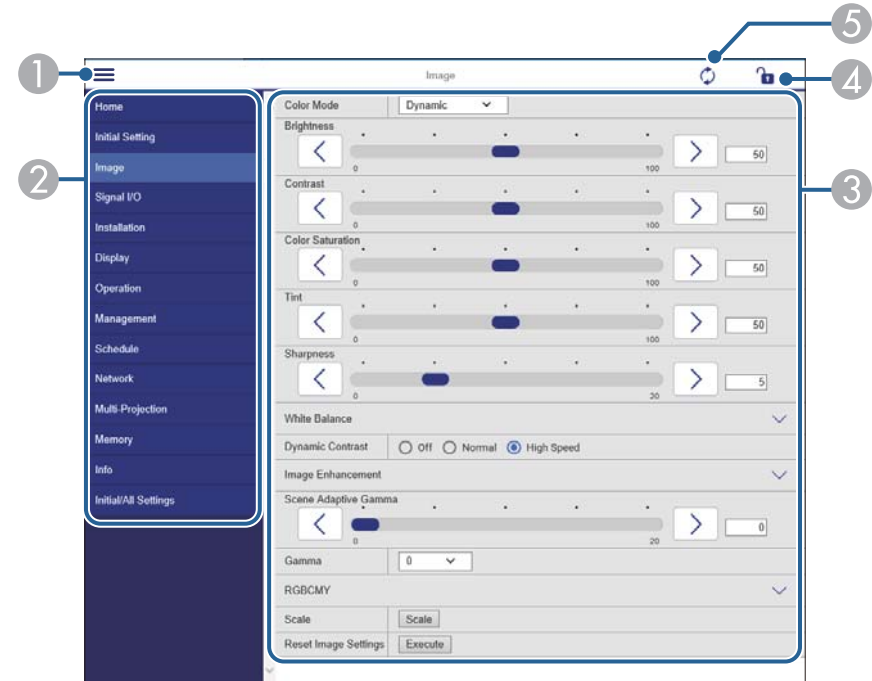 5
1
Image
4
Home
Initial Setting
2
Image
Signal I/O
Installation
Display
Operation
Management
Schedule
Network
Multi-Projection
Memory
Info
Initial/All Settings
3
Color Mode Dynamic
Brightness
50
0 100
Contrast
50
0 100
Color Saturation
50
0 100
Tint
50
0 100
Sharpness
5
0 20
White Balance
Dynamic Contrast Off Normal High Speed
Image Enhancement
Scene Adaptive Gamma
0
0 20
Gamma 0
RGBCMY
Scale Scale
Reset Image Settings Execute